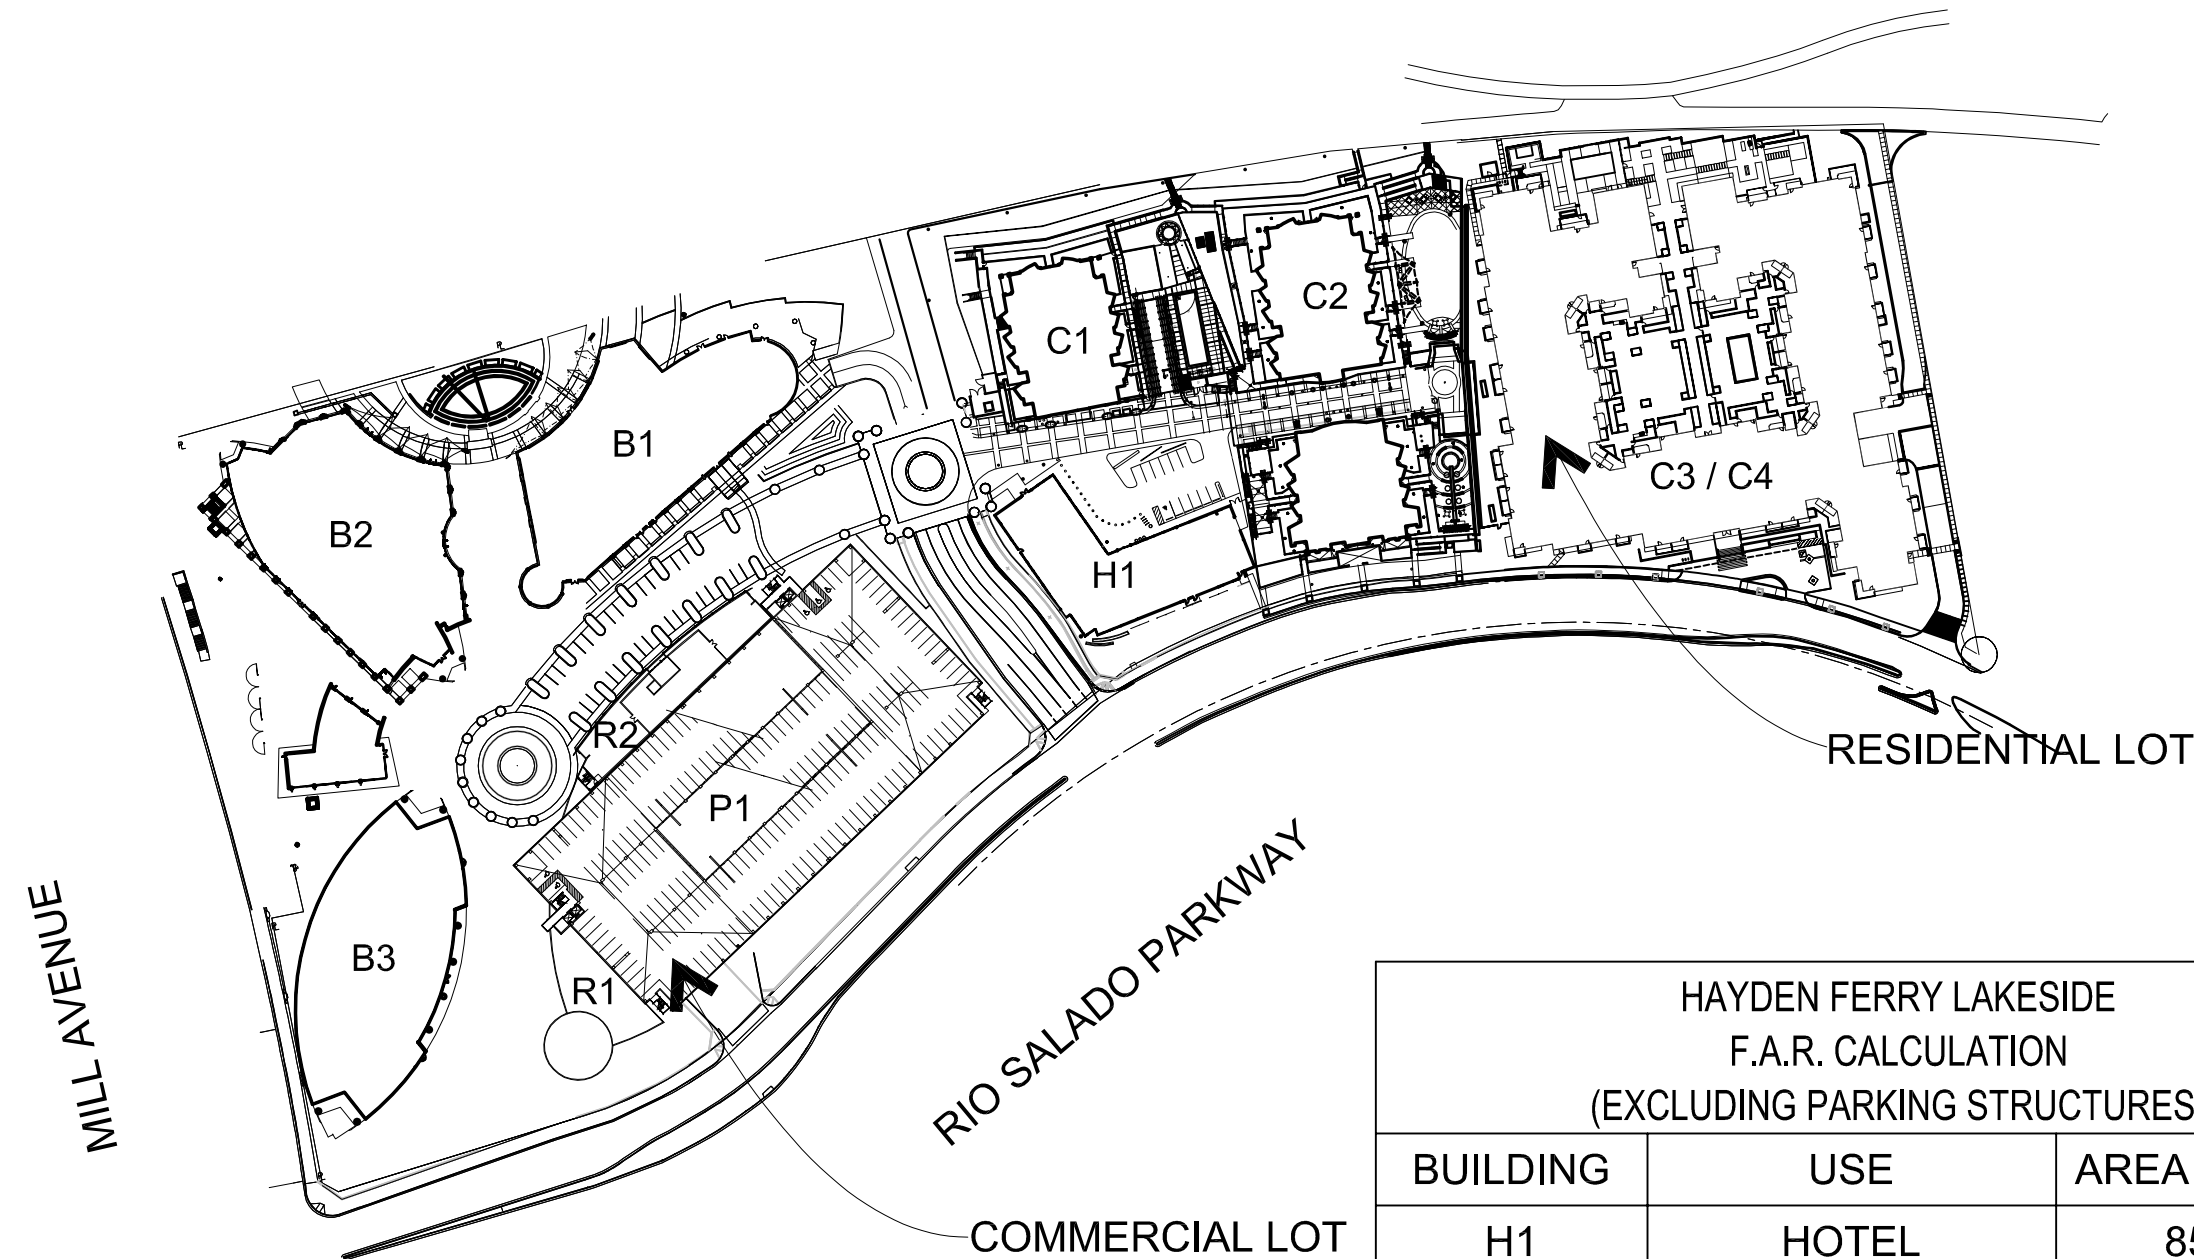 C1
C2
B1
B2
C3 / C4
H1
R2
P1
RESIDENTIAL LOT
MILL AVENUE
B3
R1
RIO SALADO PARKWAY
COMMERCIAL LOT
HAYDEN FERRY LAKESIDE
F.A.R. CALCULATION
(EXCLUDING PARKING STRUCTURES
BUILDING USE AREA
H1 HOTEL